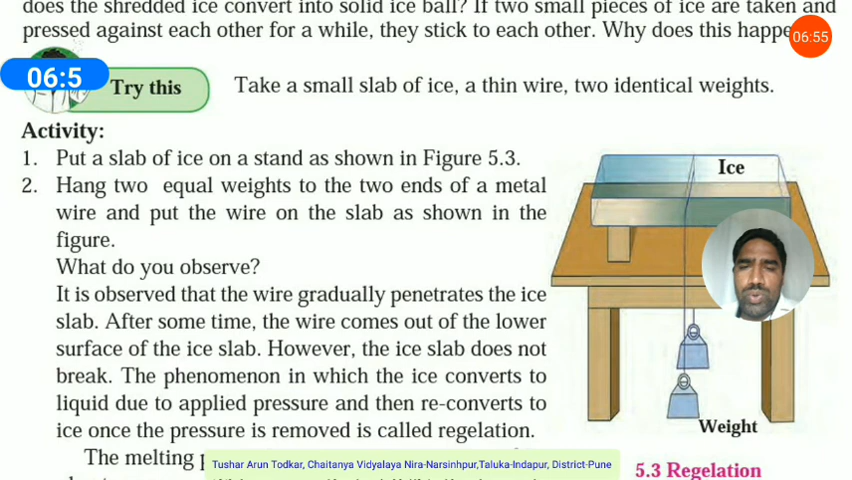 does the shredded ice convert into solid ice ball? If two small pieces of ice are taken and
pressed against each other for a while, they stick to each other. Why does this
06:55
06:5
Try this
Take a small slab of ice, a thin wire, two identical weights.
Activity:
1. Put a slab of ice on a stand as shown in Figure 5.3.
2. Hang two equal weights to the two ends of a metal
wire and put the wire on the slab as shown in the
figure.
What do you observe?
It is observed that the wire gradually penetrates the ice
slab. After some time, the wire comes out of the lower
surface of the ice slab. However, the ice slab does not
break. The phenomenon in which the ice converts to
liquid due to applied pressure and then re-converts to
ice once the pressure is removed is called regelation.
The melting
Ice
Weight
5.3 Regelation
Tushar Arun Todkar, Chaitanya Vidyalaya Nira-Narsinhpur,Taluka-Indapur, District-Pune